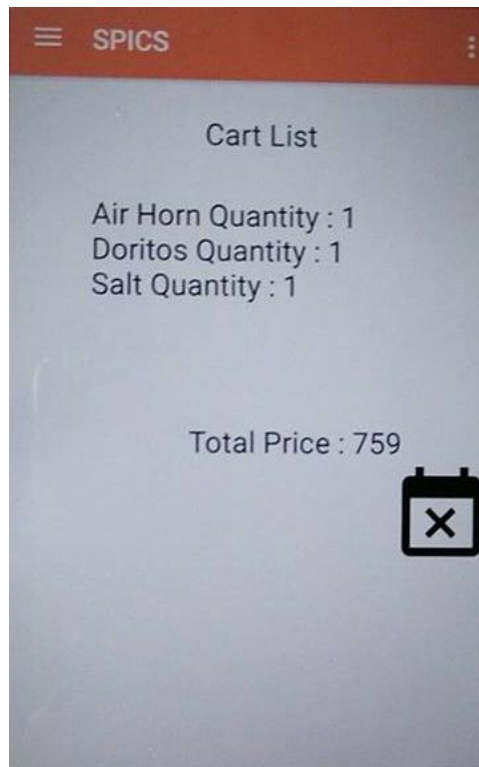 SPICS
Cart List
Air Horn Quantity : 1
Doritos Quantity : 1
Salt Quantity : 1
Total Price : 759